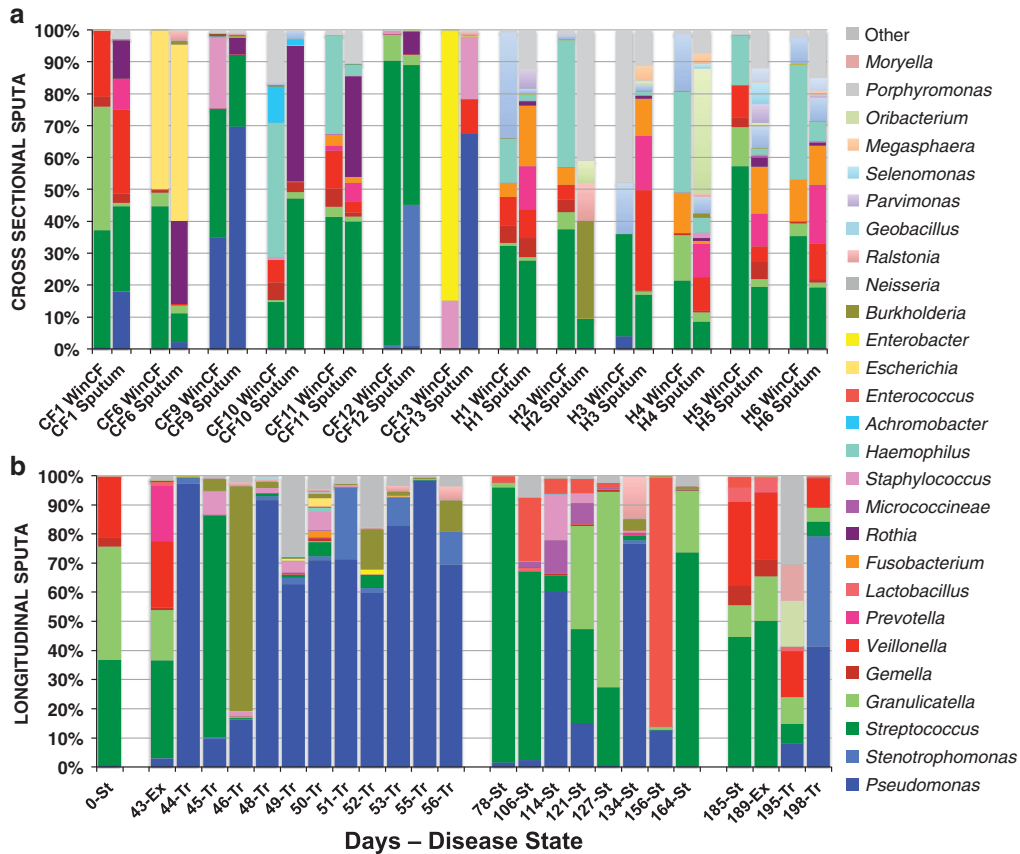 a
CROSS SECTIONAL SPUTA
100%
90%
80%
70%
60%
50%
40%
30%
20%
10%
0%
CF1 WinCF
CF1 Sputum
CF6 WinCF
CF6 Sputum
CF9 WinCF
CF9 Sputum
CF10 WinCF
CF10 Sputum
CF11 WinCF
CF11 Sputum
CF12 WinCF
CF12 Sputum
CF13 WinCF
CF13 Sputum
H1 WinCF
H1 Sputum
H2 WinCF
H2 Sputum
H3 WinCF
H3 Sputum
H4 WinCF
H4 Sputum
H5 WinCF
H5 Sputum
H6 WinCF
H6 Sputum
b
LONGITUDINAL SPUTA
100%
90%
80%
70%
60%
50%
40%
30%
20%
10%
0%
0-St
43-Ex
44-Tr
45-Tr
46-Tr
48-Tr
49-Tr
50-Tr
51-Tr
52-Tr
53-Tr
55-Tr
56-Tr
78-St
106-St
114-St
121-St
127-St
134-St
156-St
164-St
185-St
189-Ex
195-Tr
198-Tr
Days – Disease State
Other
Moryella
Porphyromonas
Oribacterium
Megasphaera
Selenomonas
Parvimonas
Geobacillus
Ralstonia
Neisseria
Burkholderia
Enterobacter
Escherichia
Enterococcus
Achromobacter
Haemophilus
Staphylococcus
Micrococcineae
Rothia
Fusobacterium
Lactobacillus
Prevotella
Veillonella
Gemella
Granulicatella
Streptococcus
Stenotrophomonas
Pseudomonas